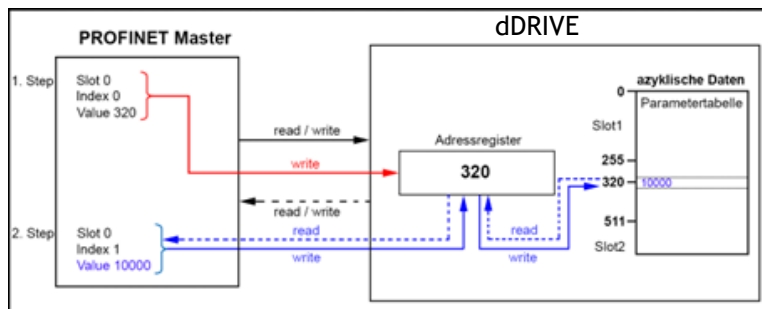 dDRIVE
PROFINET Master
1. Step
Slot 0
Index 0
Value 320
read / write
write
Adressregister
320
azyklische Daten
0
Parametertabelle
Slot1
255
320
10000
511
Slot2
read / write
2. Step
Slot 0
Index 1
Value 10000
read
write
read
write